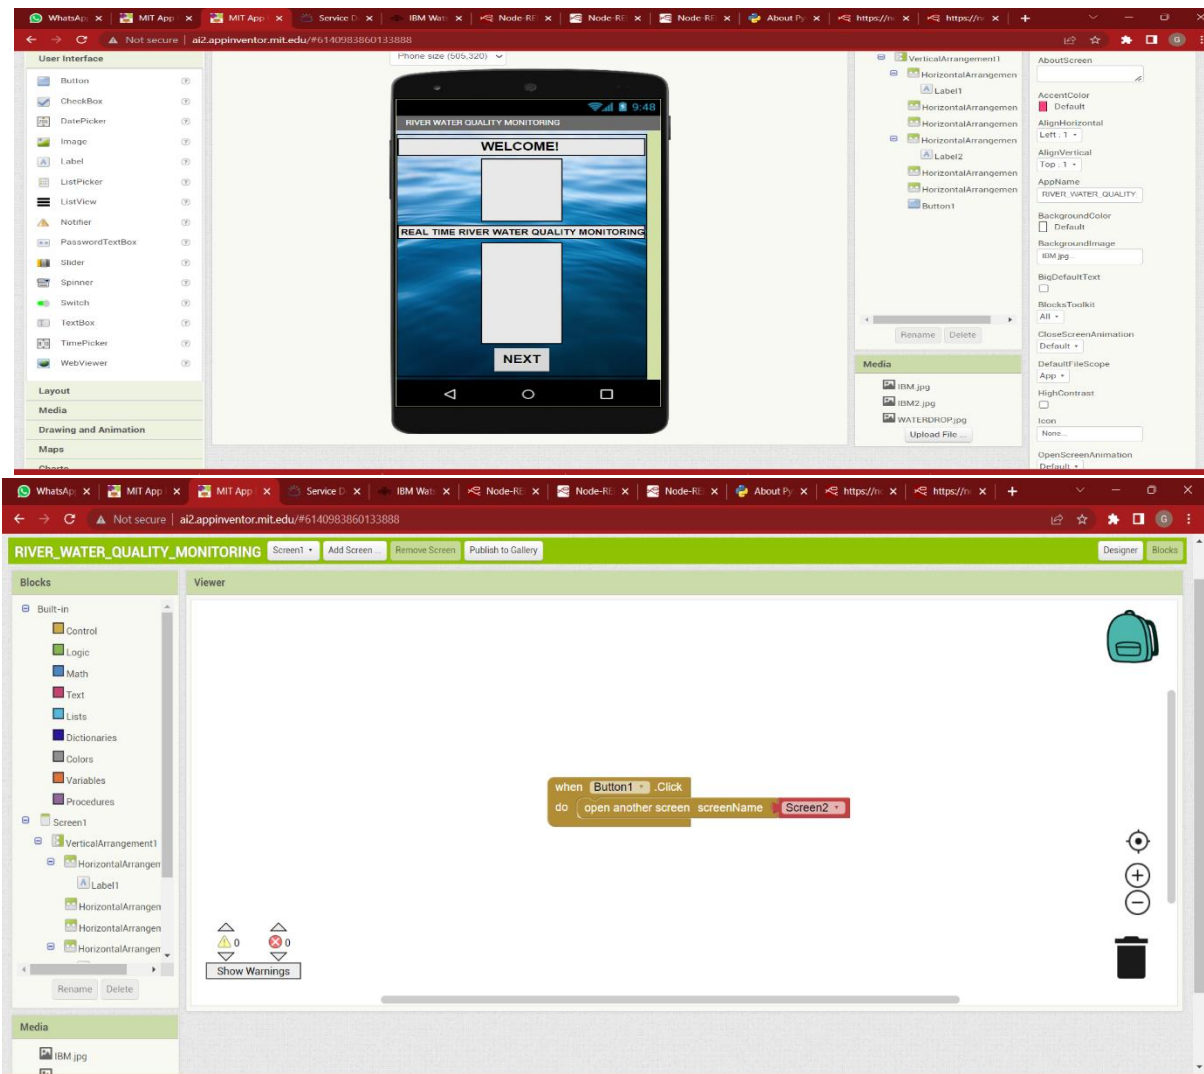 WhatsAp
MIT App
MIT App
Service D
IBM Wats
Node-RE
Node-RE
Node-RE
About Py
https://n
https://n
Not secure | ai2.appinventor.mit.edu/#6140983860133888
G
User Interface
Button
CheckBox
DatePicker
Image
Label
ListPicker
ListView
Notifier
PasswordTextBox
Slider
Spinner
Switch
TextBox
TimePicker
WebViewer
Layout
Media
Drawing and Animation
Maps
Charts
Phone size (505,320)
9:48
RIVER WATER QUALITY MONITORING
WELCOME!
REAL TIME RIVER WATER QUALITY MONITORING
NEXT
VerticalArrangement1
HorizontalArrangemen
Label1
HorizontalArrangemen
HorizontalArrangemen
HorizontalArrangemen
Label2
HorizontalArrangemen
HorizontalArrangemen
Button1
Rename Delete
Media
IBM.jpg
IBM2.jpg
WATERDROP.jpg
Upload File ...
AboutScreen
AccentColor
Default
AlignHorizontal
Left : 1
AlignVertical
Top : 1
AppName
RIVER_WATER_QUALITY
BackgroundColor
Default
BackgroundImage
IBM.jpg...
BigDefaultText
BlocksToolkit
All
CloseScreenAnimation
Default
DefaultFileScope
App
HighContrast
Icon
None...
OpenScreenAnimation
Default
WhatsAp
MIT App
MIT App
Service D
IBM Wats
Node-RE
Node-RE
Node-RE
About Py
https://n
https://n
Not secure | ai2.appinventor.mit.edu/#6140983860133888
G
RIVER_WATER_QUALITY_MONITORING Screen1 Add Screen ... Remove Screen Publish to Gallery Designer Blocks
Blocks
Built-in
Control
Logic
Math
Text
Lists
Dictionaries
Colors
Variables
Procedures
Screen1
VerticalArrangement1
HorizontalArrangem
Label1
HorizontalArrangem
HorizontalArrangem
HorizontalArrangem
Rename Delete
Media
IBM.jpg
Viewer
when Button1 .Click
do open another screen screenName Screen2
0 0
Show Warnings